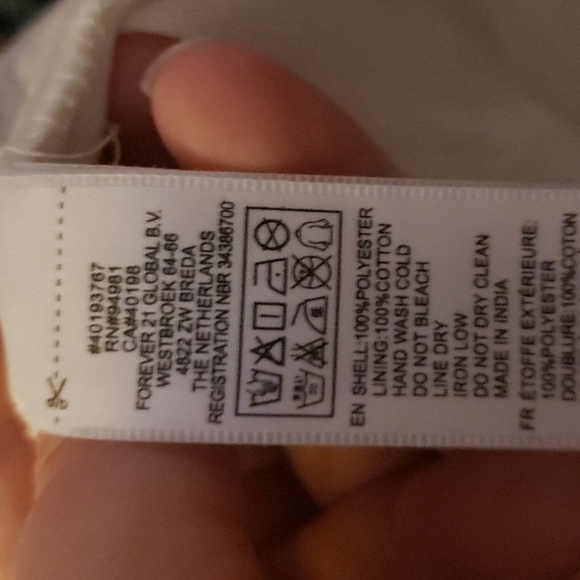 #40193767
RN#94981
CA#40198
FOREVER 21 GLOBAL B.V.
WESTBROEK 64-66
4822 ZW BREDA
THE NETHERLANDS
REGISTRATION NBR 34386700
EN SHELL:100%POLYESTER
LINING:100%COTTON
HAND WASH COLD
DO NOT BLEACH
LINE DRY
IRON LOW
DO NOT DRY CLEAN
MADE IN INDIA
FR ÉTOFFE EXTÉRIEURE:
100%POLYESTER
DOUBLURE:100%COTON